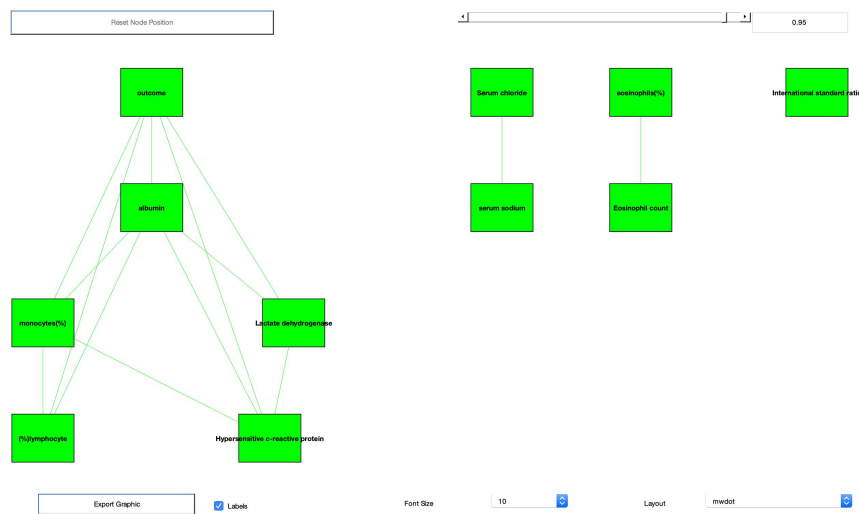 Reset Node Position
0.95
outcome
Serum chloride
eosinophils(%)
International standard ratio
albumin
serum sodium
Eosinophil count
monocytes(%)
Lactate dehydrogenase
(%)lymphocyte
Hypersensitive c-reactive protein
Export Graphic
Labels
Font Size
10
Layout
mwdot